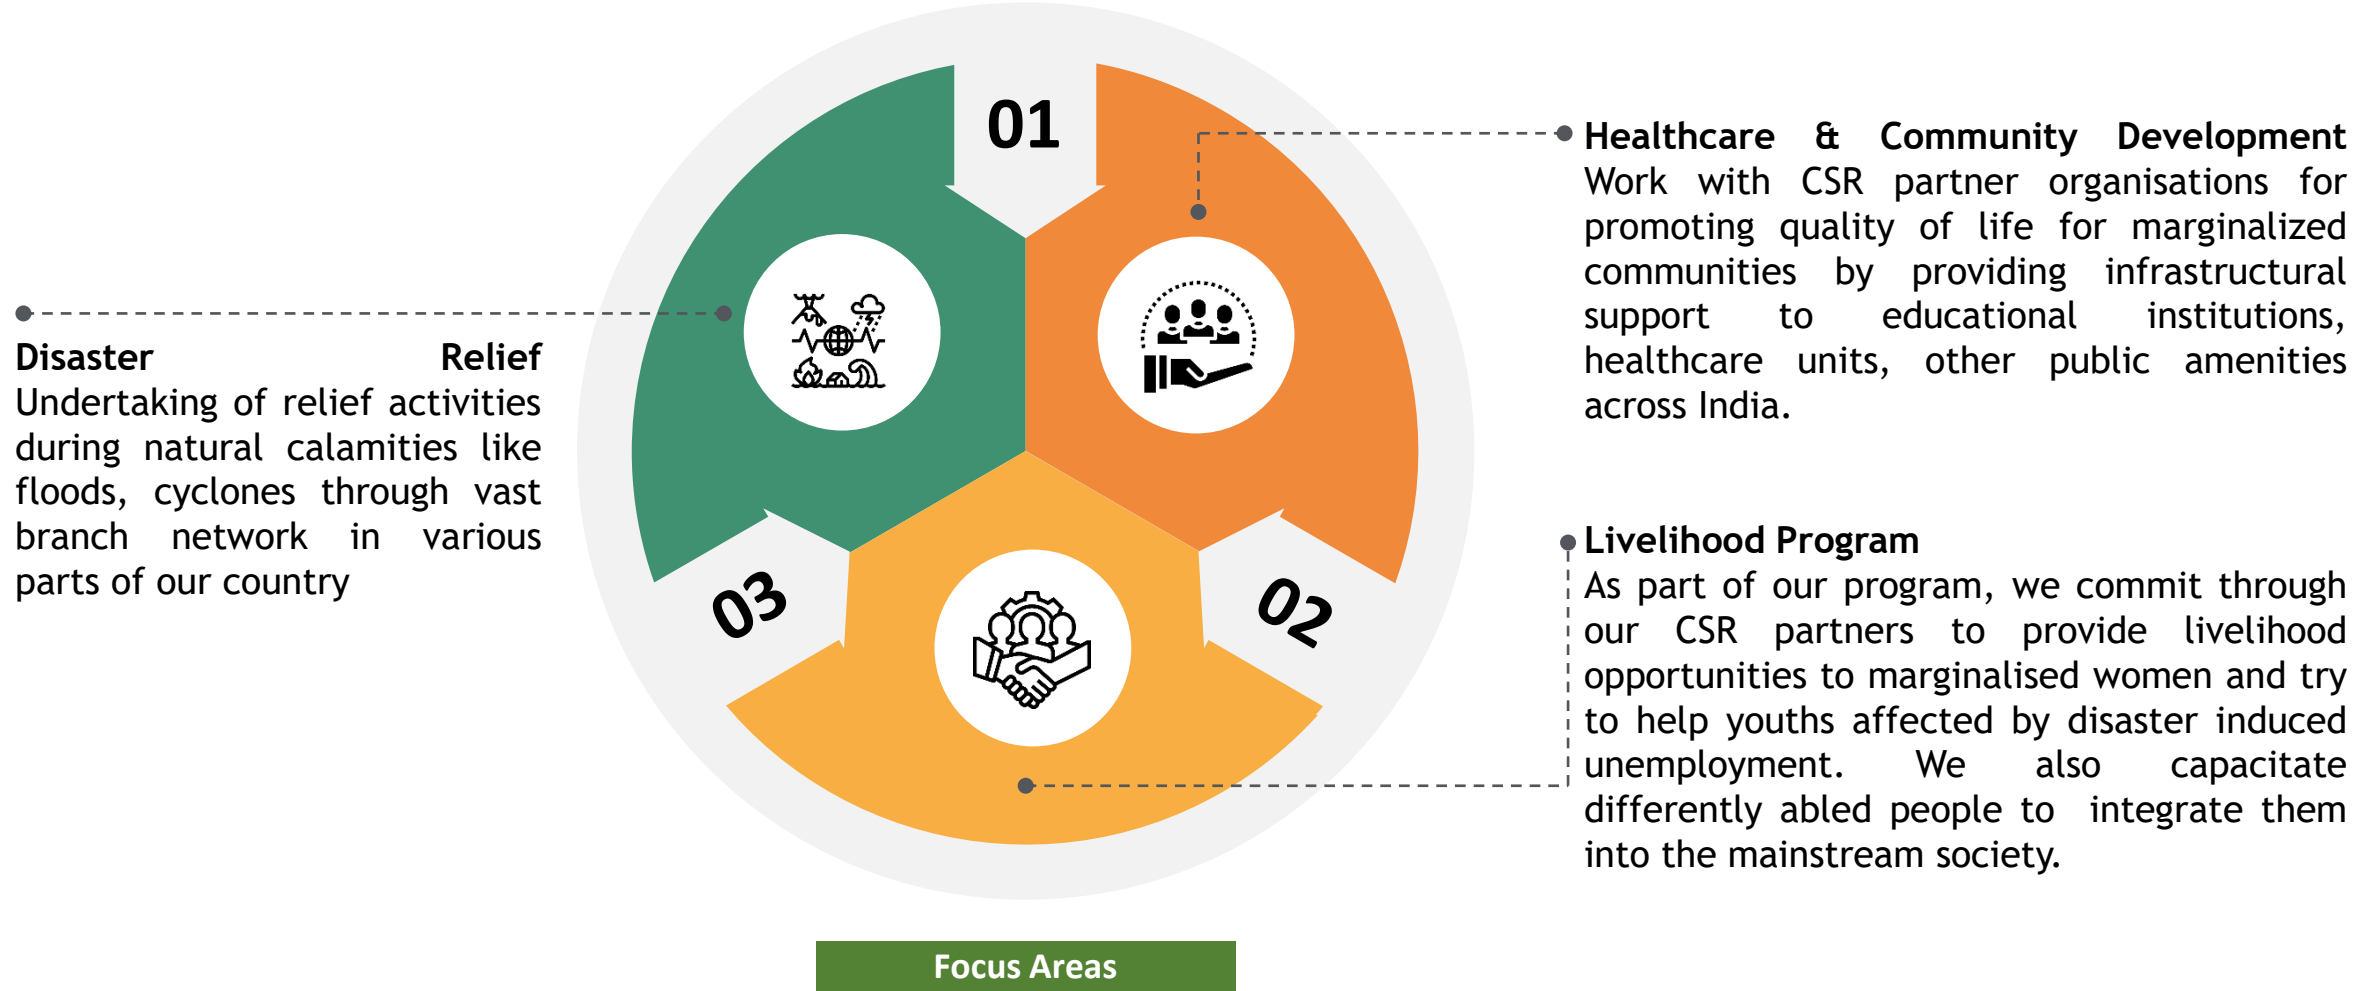 01
Healthcare & Community Development
Work with CSR partner organisations for
promoting quality of life for marginalized
communities by providing infrastructural
support to educational institutions,
healthcare units, other public amenities
across India.
02
Livelihood Program
As part of our program, we commit through
our CSR partners to provide livelihood
opportunities to marginalised women and try
to help youths affected by disaster induced
unemployment. We also capacitate
differently abled people to integrate them
into the mainstream society.
03
Disaster Relief
Undertaking of relief activities
during natural calamities like
floods, cyclones through vast
branch network in various
parts of our country
Focus Areas